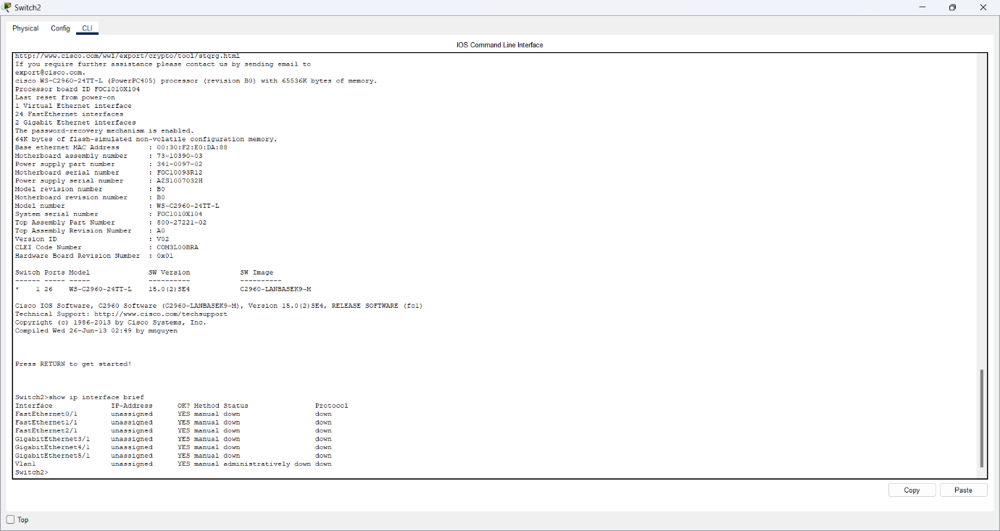 Switch2
Physical Config CLI
IOS Command Line Interface
http://www.cisco.com/wwl/export/crypto/tool/stqrg.html
If you require further assistance please contact us by sending email to
export@cisco.com.
cisco WS-C2960-24TT-L (PowerPC405) processor (revision B0) with 65536K bytes of memory.
Processor board ID FOC1010X104
Last reset from power-on
1 Virtual Ethernet interface
24 FastEthernet interfaces
2 Gigabit Ethernet interfaces
The password-recovery mechanism is enabled.
64K bytes of flash-simulated non-volatile configuration memory.
Base ethernet MAC Address : 00:30:F2:E0:DA:88
Motherboard assembly number : 73-10390-03
Power supply part number : 341-0097-02
Motherboard serial number : FOC10093R12
Power supply serial number : AZS1007032H
Model revision number : B0
Motherboard revision number : B0
Model number : WS-C2960-24TT-L
System serial number : FOC1010X104
Top Assembly Part Number : 800-27221-02
Top Assembly Revision Number : A0
Version ID : V02
CLEI Code Number : COM3L00BRA
Hardware Board Revision Number : 0x01
Switch Ports Model SW Version SW Image
------ ----- ----- ---------- ----------
* 1 26 WS-C2960-24TT-L 15.0(2)SE4 C2960-LANBASEK9-M
Cisco IOS Software, C2960 Software (C2960-LANBASEK9-M), Version 15.0(2)SE4, RELEASE SOFTWARE (fc1)
Technical Support: http://www.cisco.com/techsupport
Copyright (c) 1986-2013 by Cisco Systems, Inc.
Compiled Wed 26-Jun-13 02:49 by mnguyen
Press RETURN to get started!
Switch2>show ip interface brief
Interface IP-Address OK? Method Status Protocol
FastEthernet0/1 unassigned YES manual down down
FastEthernet1/1 unassigned YES manual down down
FastEthernet2/1 unassigned YES manual down down
GigabitEthernet3/1 unassigned YES manual down down
GigabitEthernet4/1 unassigned YES manual down down
GigabitEthernet5/1 unassigned YES manual down down
Vlan1 unassigned YES manual administratively down down
Switch2>
Copy Paste
Top